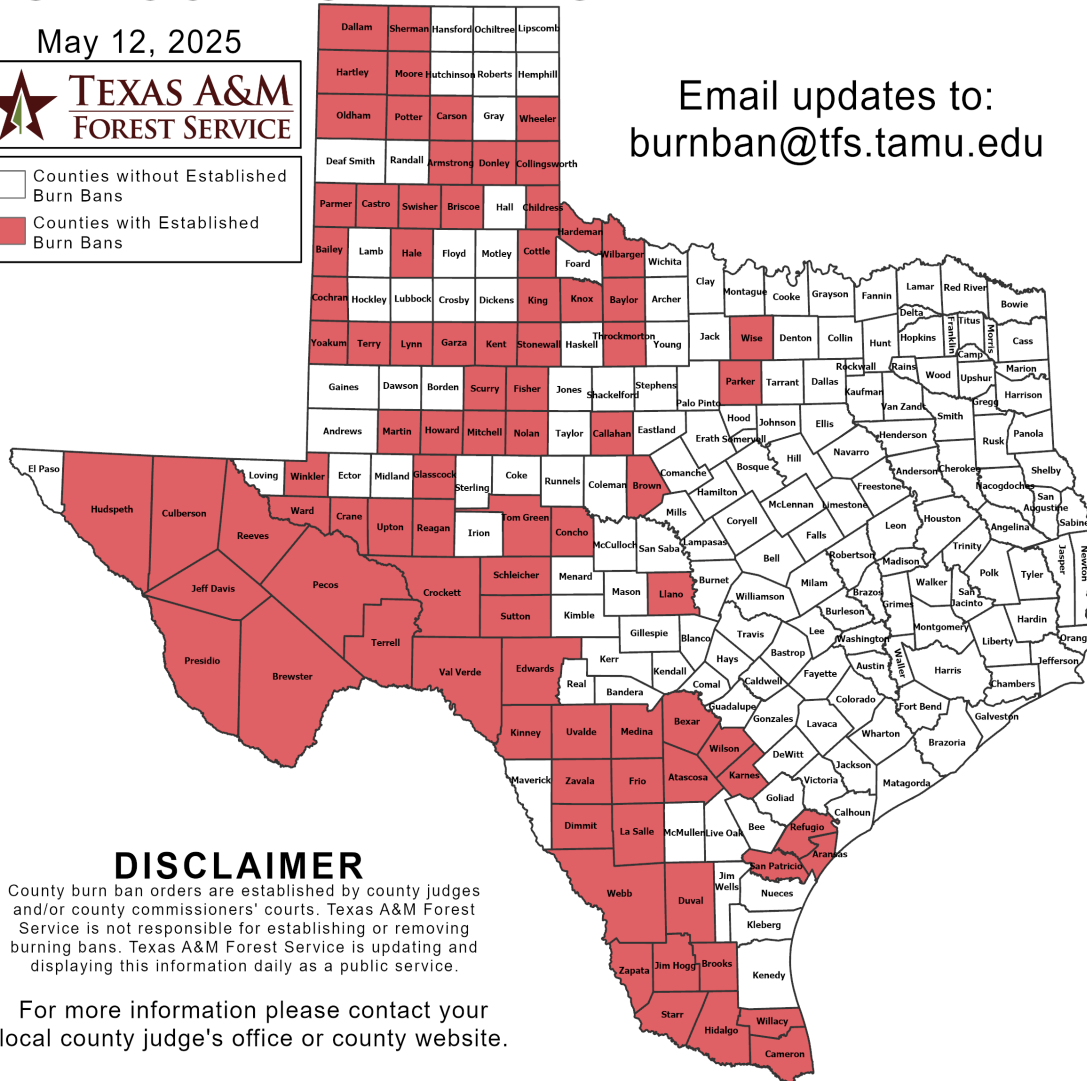 May 12, 2025
TEXAS A&M
FOREST SERVICE
Counties without Established
Burn Bans
Counties with Established
Burn Bans
Email updates to:
burnban@tfs.tamu.edu
Dallam Sherman Hansford Ochiltree Lipscomb
Hartley Moore Hutchinson Roberts Hemphill
Oldham Potter Carson Gray Wheeler
Deaf Smith Randall Armstrong Donley Collingsworth
Parmer Castro Swisher Briscoe Hall Childress
Hardeman
Bailey Lamb Hale Floyd Motley Cottle Foard Wilbarger Wichita
Clay Montague Cooke Grayson Fannin Lamar Red River Bowie
Cochran Hockley Lubbock Crosby Dickens King Knox Baylor Archer
Delta Franklin Titus Morris Cass
Yoakum Terry Lynn Garza Kent Stonewall Haskell Throckmorton Young Jack Wise Denton Collin Hunt Hopkins
Camp
Rockwall Rains Wood Upshur Marion
Gaines Dawson Borden Scurry Fisher Jones Shackelford Stephens Palo Pinto Parker Tarrant Dallas Kaufman Van Zandt Gregg Harrison
Andrews Martin Howard Mitchell Nolan Taylor Callahan Eastland Erath Somervell Hood Johnson Ellis Henderson Smith Rusk Panola
El Paso Loving Winkler Ector Midland Glasscock Sterling Coke Runnels Coleman Brown Comanche Bosque Hill Navarro Anderson Cherokee Nacogdoches Shelby
Hudspeth Culberson Reeves Ward Crane Upton Reagan Irion Tom Green Concho McCulloch San Saba Mills Hamilton McLennan Limestone Freestone San
Augustine
Sabine
Lampasas Coryell Falls Leon Houston Angelina
Jeff Davis Pecos Crockett Schleicher Menard Mason Llano Burnet Bell Milam Robertson Madison Trinity Polk Tyler Jasper Newton
Sutton Kimble Williamson Brazos Grimes Walker San
Jacinto
Presidio Brewster Terrell Val Verde Edwards Gillespie Blanco Travis Lee Burleson Washington Montgomery Liberty Hardin Orang
Real Kerr Kendall Hays Bastrop Fayette Austin Waller Harris Chambers Jefferson
Bandera Comal Caldwell Colorado Fort Bend Galveston
Kinney Uvalde Medina Bexar Guadalupe Gonzales Lavaca Wharton Brazoria
Wilson DeWitt Jackson Matagorda
Maverick Zavala Frio Atascosa Karnes Victoria
Goliad Calhoun
Dimmit La Salle McMullen Live Oak Bee Refugio
Aransas
San Patricio
Webb Duval Jim
Wells
Nueces
Kleberg
Zapata Jim Hogg Brooks Kenedy
Starr Hidalgo Willacy
Cameron
DISCLAIMER
County burn ban orders are established by county judges
and/or county commissioners' courts. Texas A&M Forest
Service is not responsible for establishing or removing
burning bans. Texas A&M Forest Service is updating and
displaying this information daily as a public service.
For more information please contact your
local county judge's office or county website.